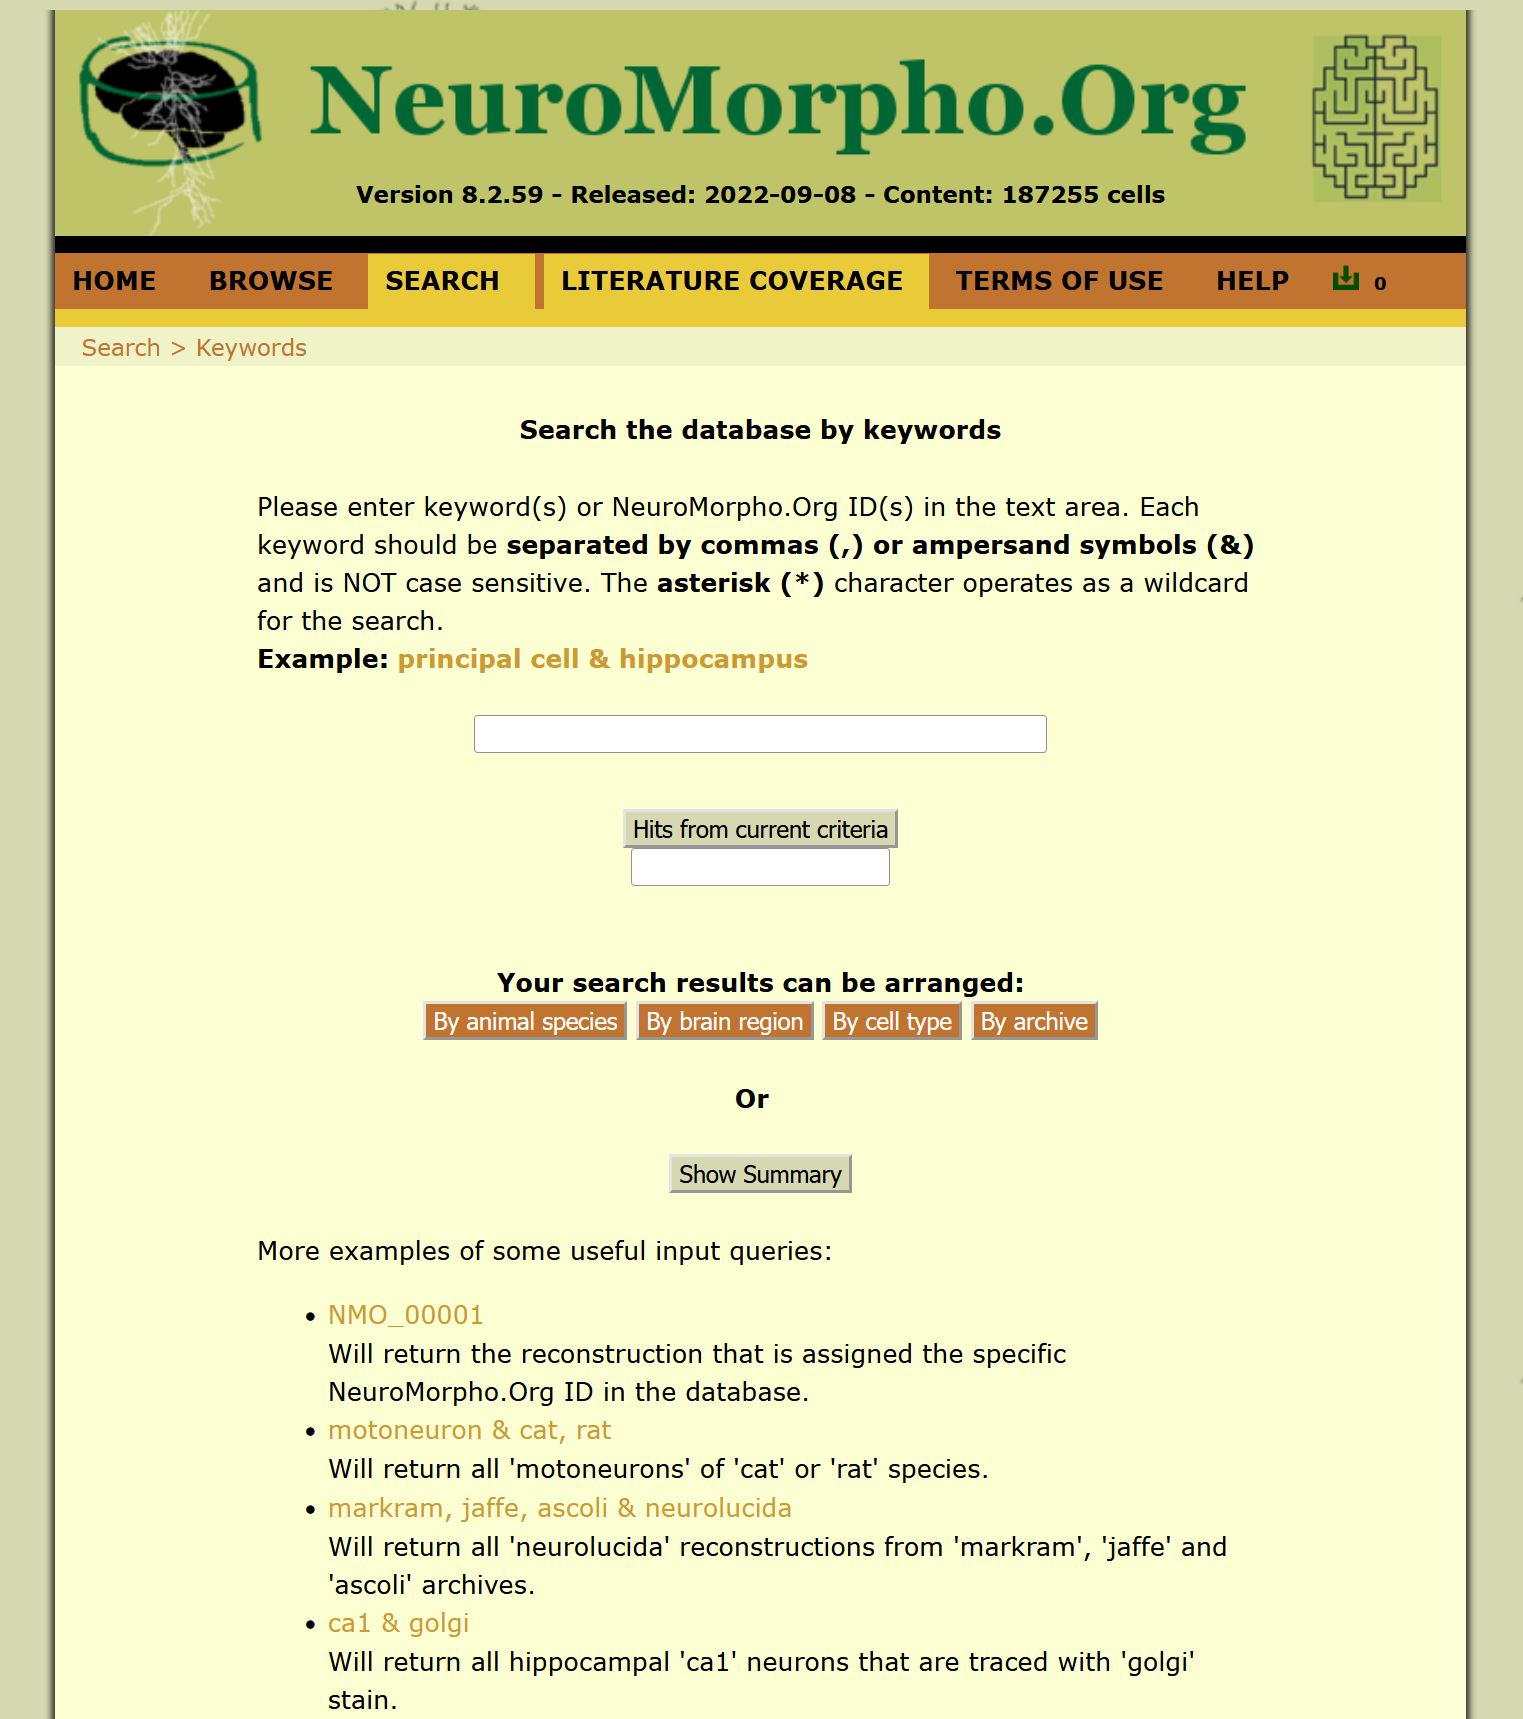 NeuroMorpho.Org
Version 8.2.59 - Released: 2022-09-08 - Content: 187255 cells
HOME BROWSE SEARCH LITERATURE COVERAGE TERMS OF USE HELP 0
Search > Keywords
Search the database by keywords
Please enter keyword(s) or NeuroMorpho.Org ID(s) in the text area. Each
keyword should be separated by commas (,) or ampersand symbols (&)
and is NOT case sensitive. The asterisk (*) character operates as a wildcard
for the search.
Example: principal cell & hippocampus
Hits from current criteria
Your search results can be arranged:
By animal species By brain region By cell type By archive
Or
Show Summary
More examples of some useful input queries:
• NMO_00001
Will return the reconstruction that is assigned the specific
NeuroMorpho.Org ID in the database.
• motoneuron & cat, rat
Will return all 'motoneurons' of 'cat' or 'rat' species.
• markram, jaffe, ascoli & neurolucida
Will return all 'neurolucida' reconstructions from 'markram', 'jaffe' and
'ascoli' archives.
• ca1 & golgi
Will return all hippocampal 'ca1' neurons that are traced with 'golgi'
stain.